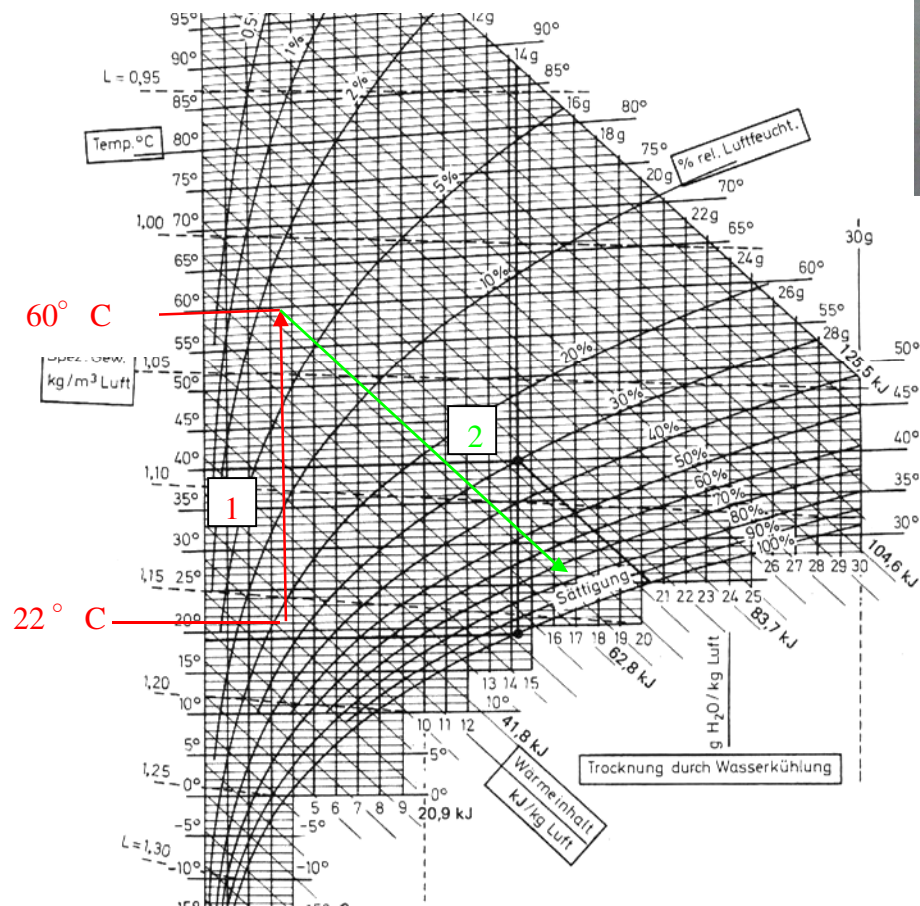 95°
90°
85°
80°
75°
70°
65°
60°
55°
50°
45°
40°
35°
30°
25°
20°
15°
10°
5°
0°
-5°
-10°
L = 0,95
Temp. °C
1,00
60° C
Spez. Gew.
kg/m³ Luft
1,05
1,10
1,15
22° C
1,20
1,25
L = 1,30
1
2
0,5
1%
2%
5%
10%
20%
30%
40%
50%
60%
70%
80%
90%
100%
Sättigung
% rel. Luftfeucht.
12g
14g
16g
18g
20g
22g
24g
26g
28g
30g
90°
85°
80°
75°
70°
65°
60°
55°
50°
45°
40°
35°
30°
125,5 kJ
104,6 kJ
83,7 kJ
62,8 kJ
41,8 kJ
20,9 kJ
26 27 28 29 30
21 22 23 24 25
16 17 18 19 20
13 14 15
10°
10 11 12
5°
0°
5 6 7 8 9
-5°
-10°
g H₂O/kg Luft
Trocknung durch Wasserkühlung
Wärmeinhalt
kJ/kg Luft